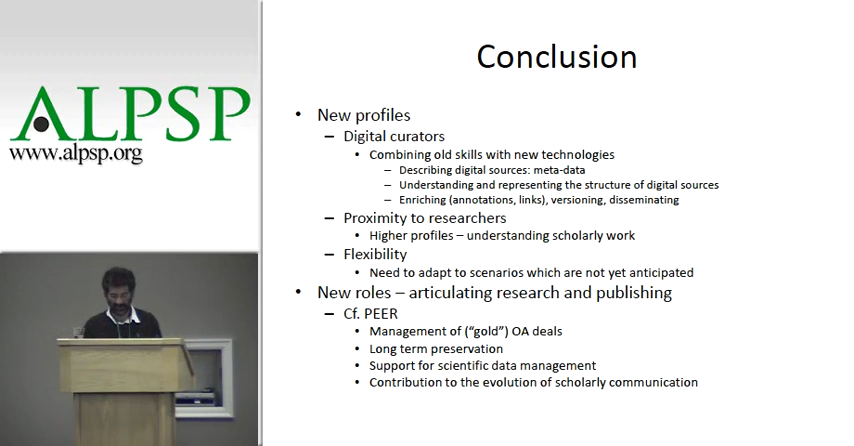 ALPSP
www.alpsp.org
Conclusion
• New profiles
– Digital curators
• Combining old skills with new technologies
– Describing digital sources: meta-data
– Understanding and representing the structure of digital sources
– Enriching (annotations, links), versioning, disseminating
– Proximity to researchers
• Higher profiles – understanding scholarly work
– Flexibility
• Need to adapt to scenarios which are not yet anticipated
• New roles – articulating research and publishing
– Cf. PEER
• Management of (“gold”) OA deals
• Long term preservation
• Support for scientific data management
• Contribution to the evolution of scholarly communication